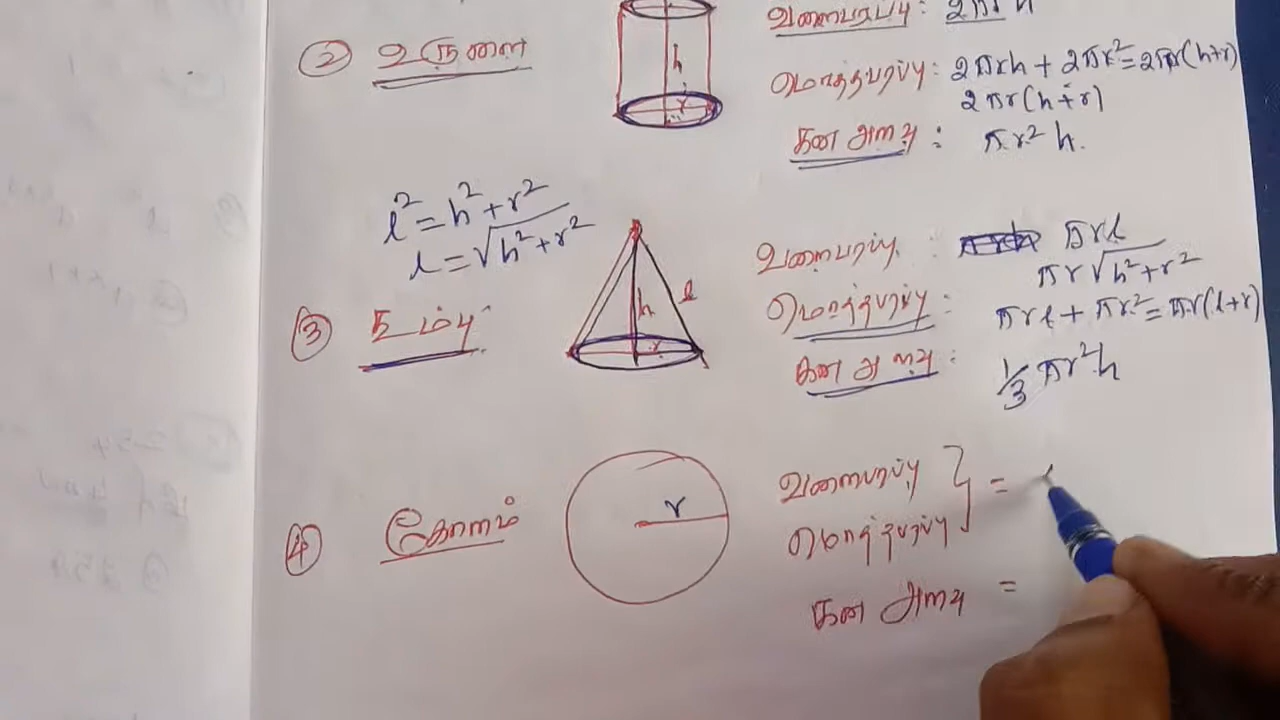 வளைபரப்பு : 2πrh
② உருளை
h
r
மொத்தபரப்பு : 2πrh + 2πr² = 2πr(h+r)
2πr(h+r)
கன அளவு : πr²h.
l² = h² + r²
l = √h² + r²
③ கூம்பு
h
l
r
வளைபரப்பு : πrl
πr√h² + r²
மொத்தபரப்பு : πrl + πr² = πr(l+r)
கன அளவு : 1/3 πr²h
④ கோளம்
r
வளைபரப்பு
மொத்தபரப்பு } =
கன அளவு =